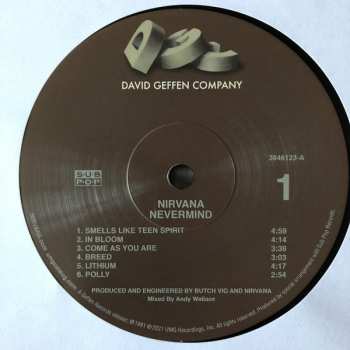 DAVID GEFFEN COMPANY
SUB
POP
3846123-A
1
NIRVANA
NEVERMIND
1. SMELLS LIKE TEEN SPIRIT 4:59
2. IN BLOOM 4:14
3. COME AS YOU ARE 3:38
4. BREED 3:03
5. LITHIUM 4:17
6. POLLY 2:54
PRODUCED AND ENGINEERED BY BUTCH VIG AND NIRVANA
Mixed By Andy Wallace